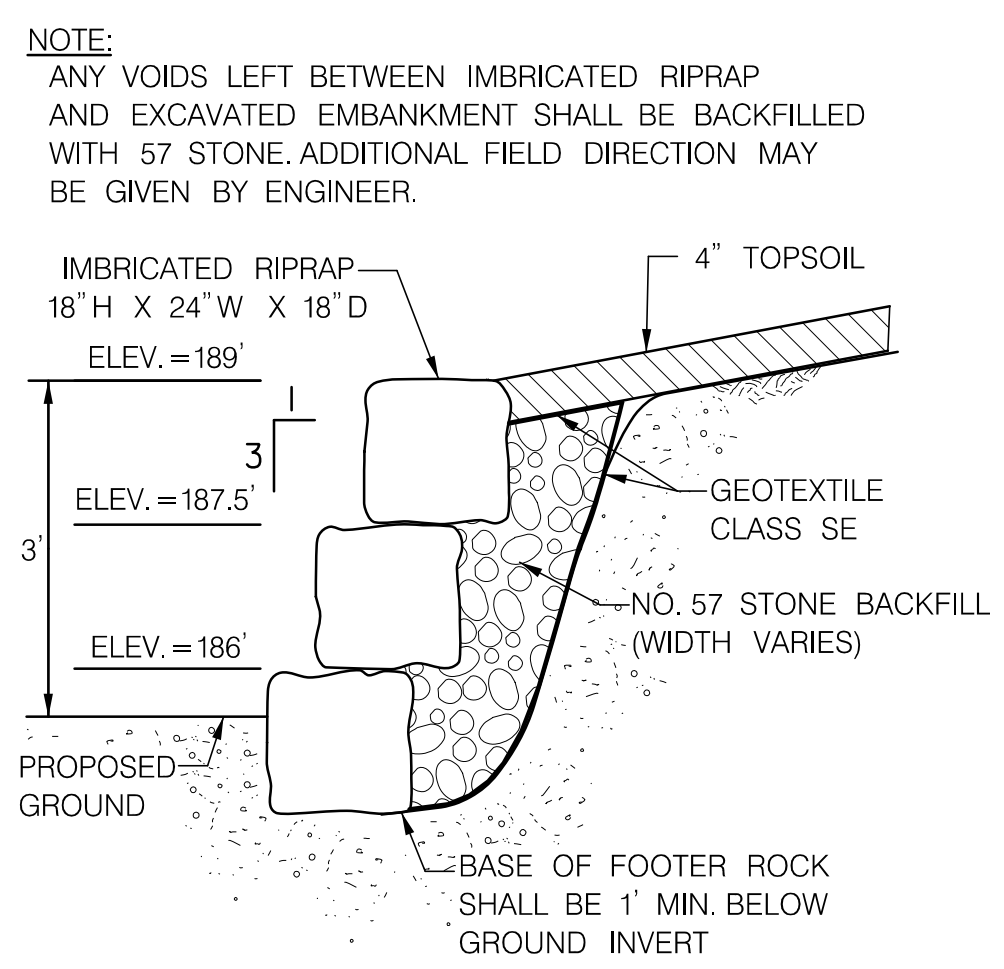 NOTE:
ANY VOIDS LEFT BETWEEN IMBRICATED RIPRAP
AND EXCAVATED EMBANKMENT SHALL BE BACKFILLED
WITH 57 STONE. ADDITIONAL FIELD DIRECTION MAY
BE GIVEN BY ENGINEER.
IMBRICATED RIPRAP
18"H X 24"W X 18"D
4" TOPSOIL
ELEV.=189'
1
3
ELEV.=187.5'
3'
GEOTEXTILE
CLASS SE
NO. 57 STONE BACKFILL
(WIDTH VARIES)
ELEV.=186'
PROPOSED
GROUND
BASE OF FOOTER ROCK
SHALL BE 1' MIN. BELOW
GROUND INVERT